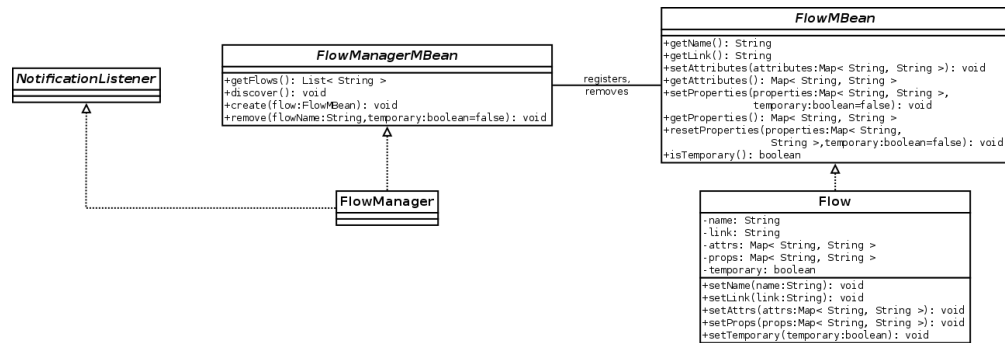 NotificationListener
FlowManagerMBean
+getFlows(): List< String >
+discover(): void
+create(flow:FlowMBean): void
+remove(flowName:String,temporary:boolean=false): void
FlowManager
registers,
removes
FlowMBean
+getName(): String
+getLink(): String
+setAttributes(attributes:Map< String, String >): void
+getAttributes(): Map< String, String >
+setProperties(properties:Map< String, String >,
temporary:boolean=false): void
+getProperties(): Map< String, String >
+resetProperties(properties:Map< String,
String >,temporary:boolean=false): void
+isTemporary(): boolean
Flow
-name: String
-link: String
-attrs: Map< String, String >
-props: Map< String, String >
-temporary: boolean
+setName(name:String): void
+setLink(link:String): void
+setAttrs(attrs:Map< String, String >): void
+setProps(props:Map< String, String >): void
+setTemporary(temporary:boolean): void